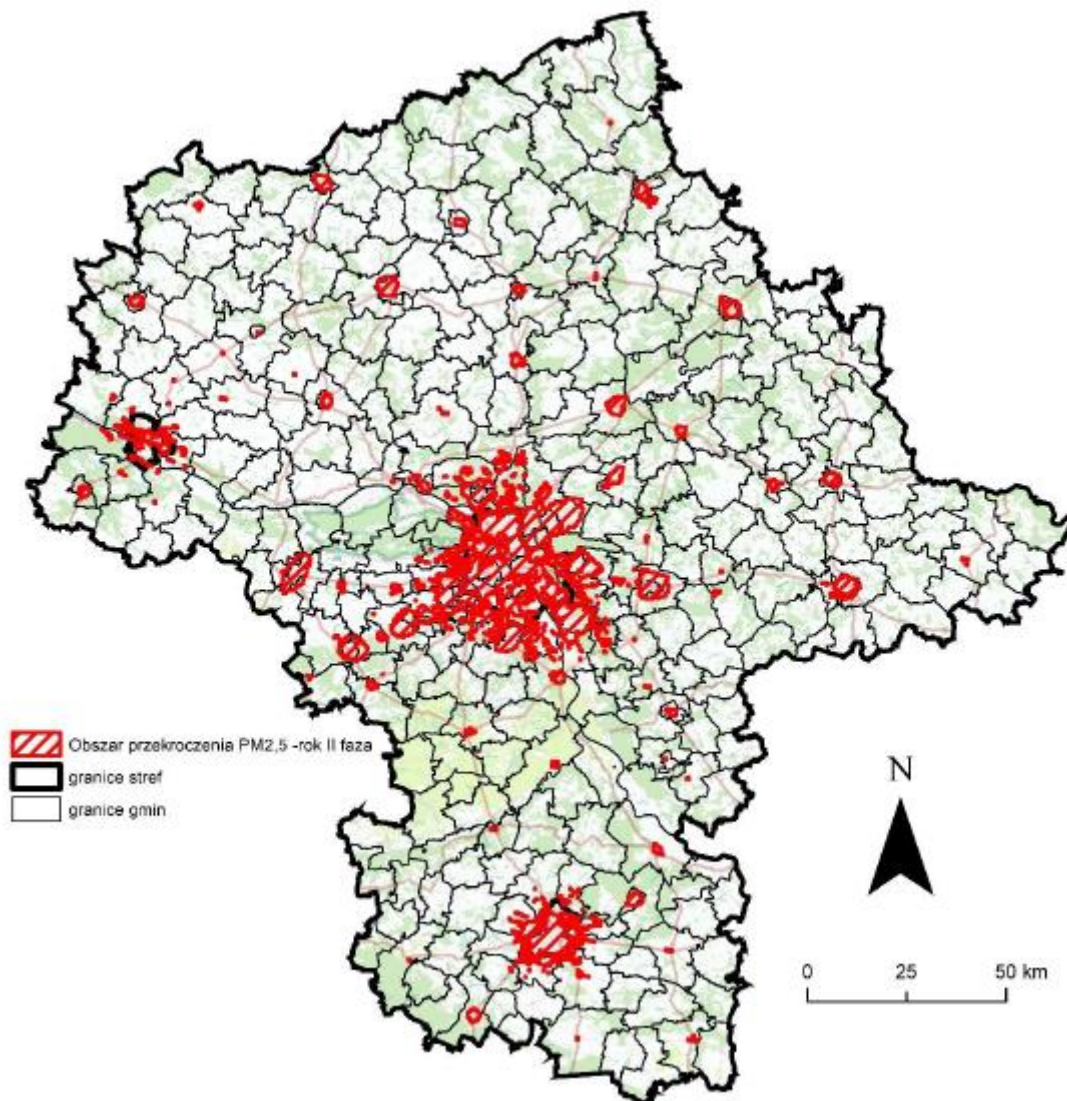 Obszar przekroczenia PM2,5 -rok II faza
granice stref
granice gmin
N
0 25 50 km